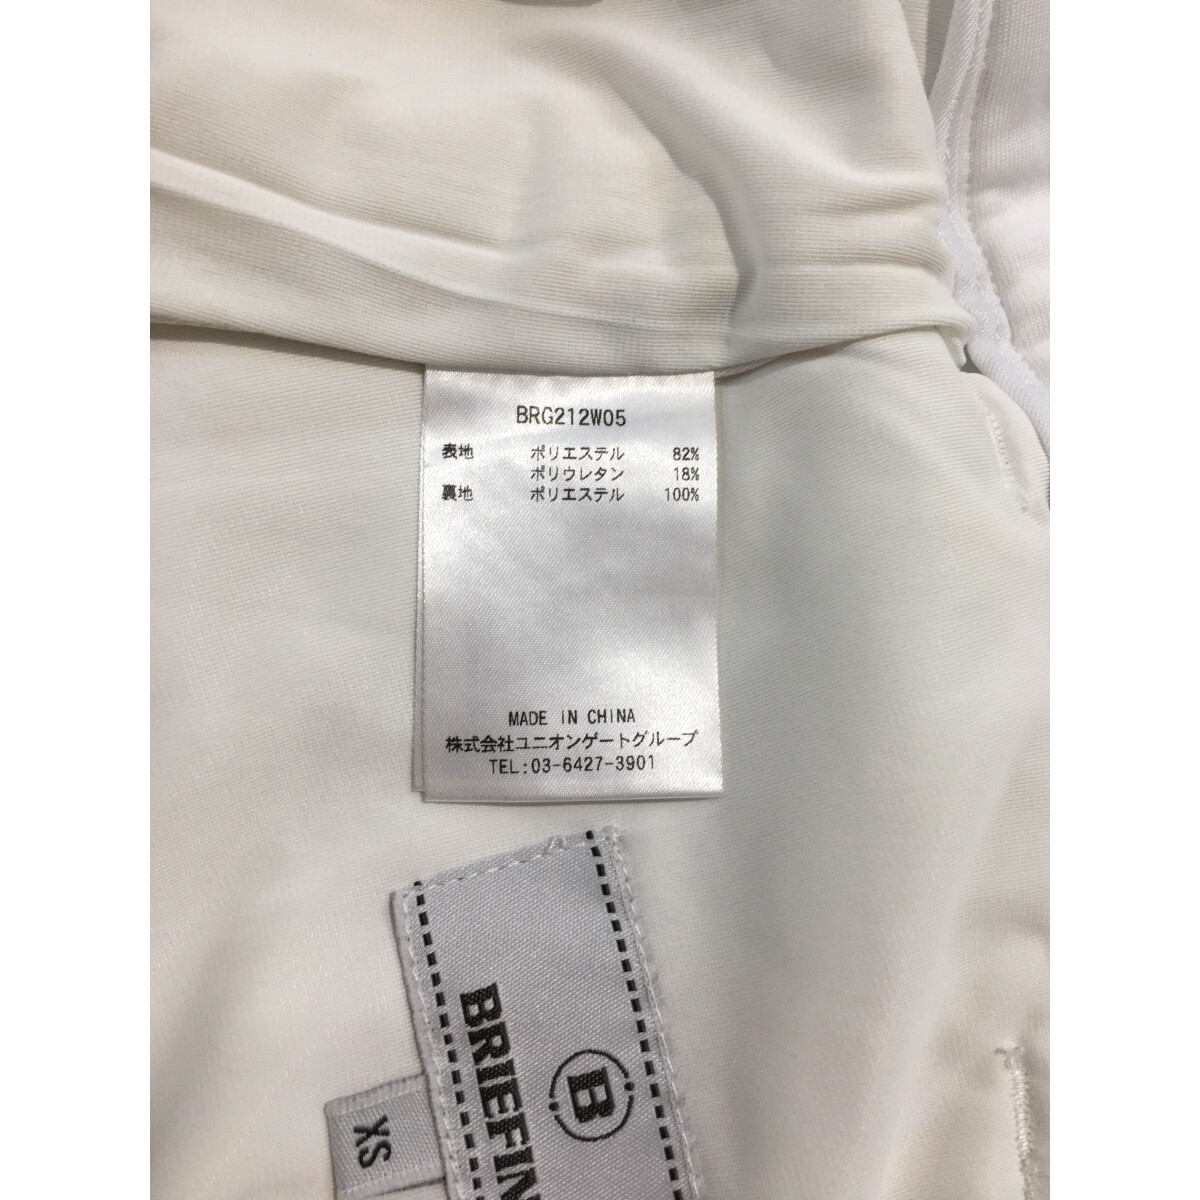 BRG212W05
表地 ポリエステル 82%
ポリウレタン 18%
裏地 ポリエステル 100%
MADE IN CHINA
株式会社ユニオンゲートグループ
TEL:03-6427-3901
B
BRIEFIN
XS